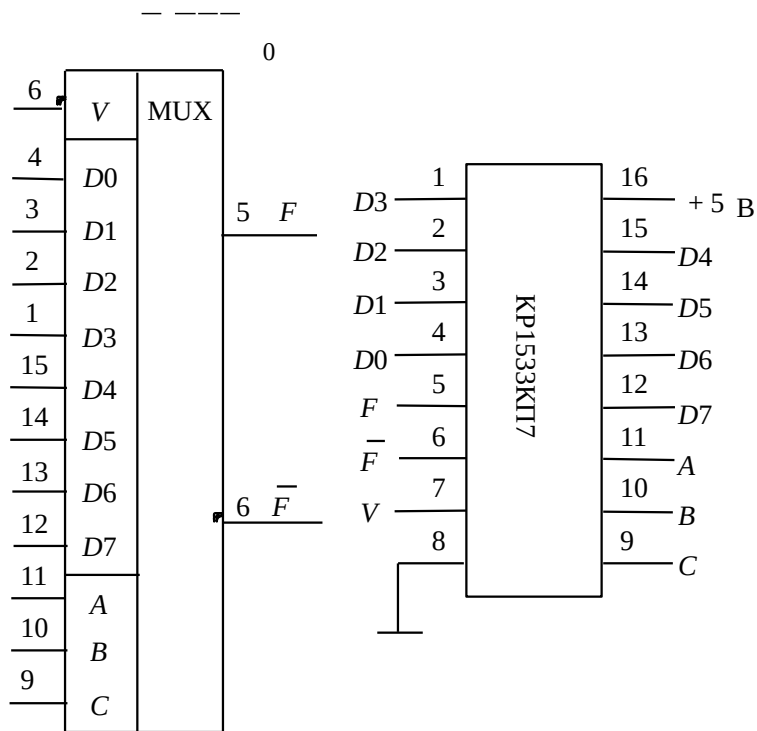 0
6 V MUX
4 D0
3 D1
5 F
2 D2
1 D3
15 D4
14 D5
13 D6
6 F̅
12 D7
11 A
10 B
9 C
1 D3
2 D2
3 D1
4 D0
5 F
6 F̅
7 V
8
КР1533КП7
16 + 5 В
15 D4
14 D5
13 D6
12 D7
11 A
10 B
9 C